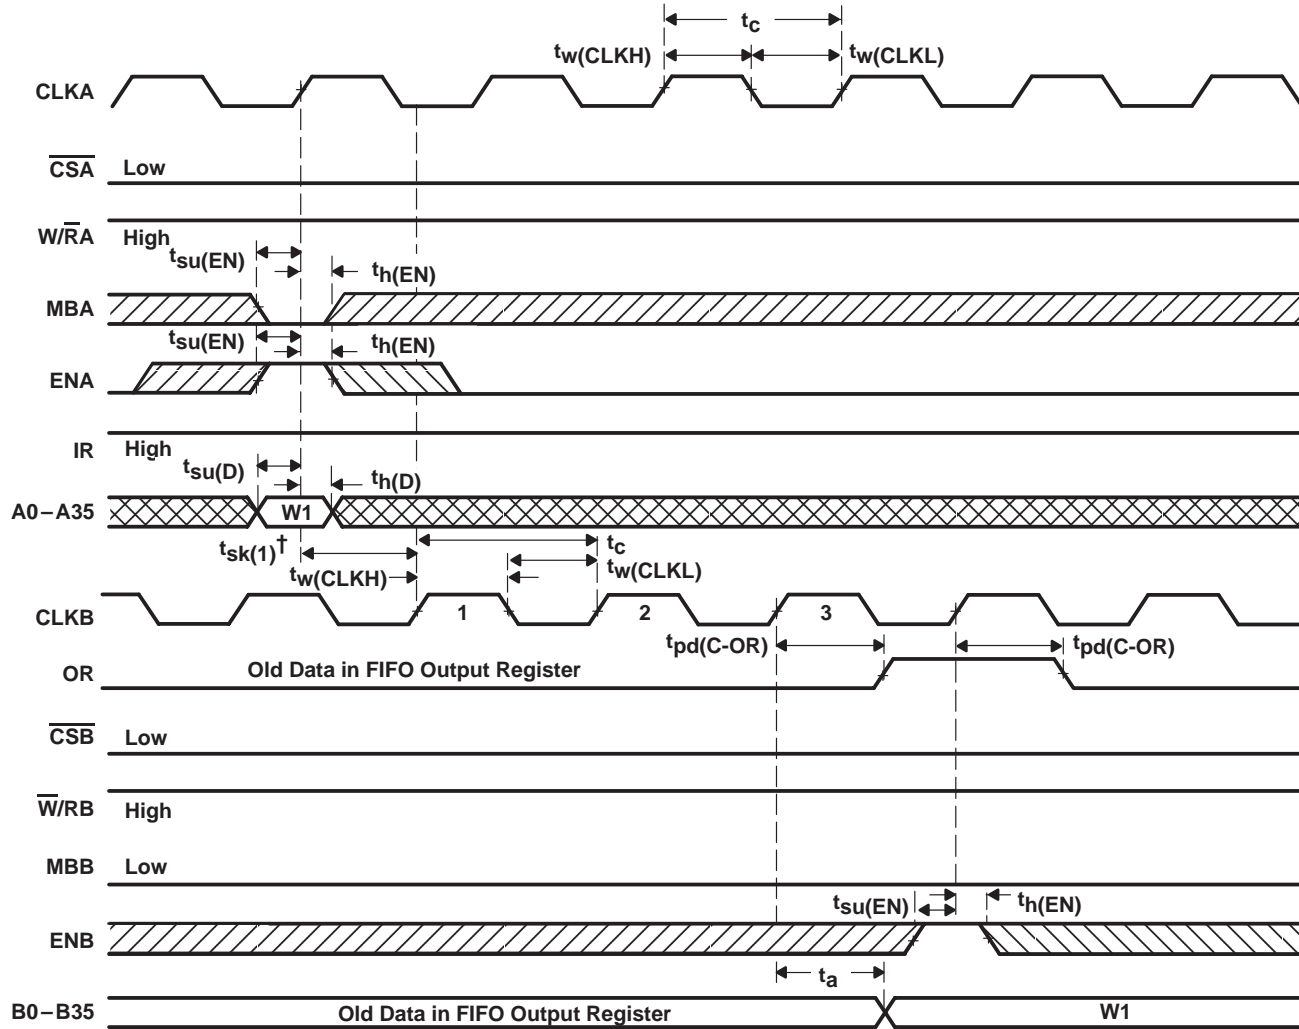 tc
tw(CLKH)
tw(CLKL)
CLKA
CSA
Low
W/RA
High
tsu(EN)
th(EN)
MBA
tsu(EN)
th(EN)
ENA
IR
High
tsu(D)
th(D)
A0–A35
W1
tsk(1)†
tc
tw(CLKH)
tw(CLKL)
CLKB
1
2
3
tpd(C-OR)
tpd(C-OR)
OR
Old Data in FIFO Output Register
CSB
Low
W/RB
High
MBB
Low
tsu(EN)
th(EN)
ENB
ta
B0–B35
Old Data in FIFO Output Register
W1